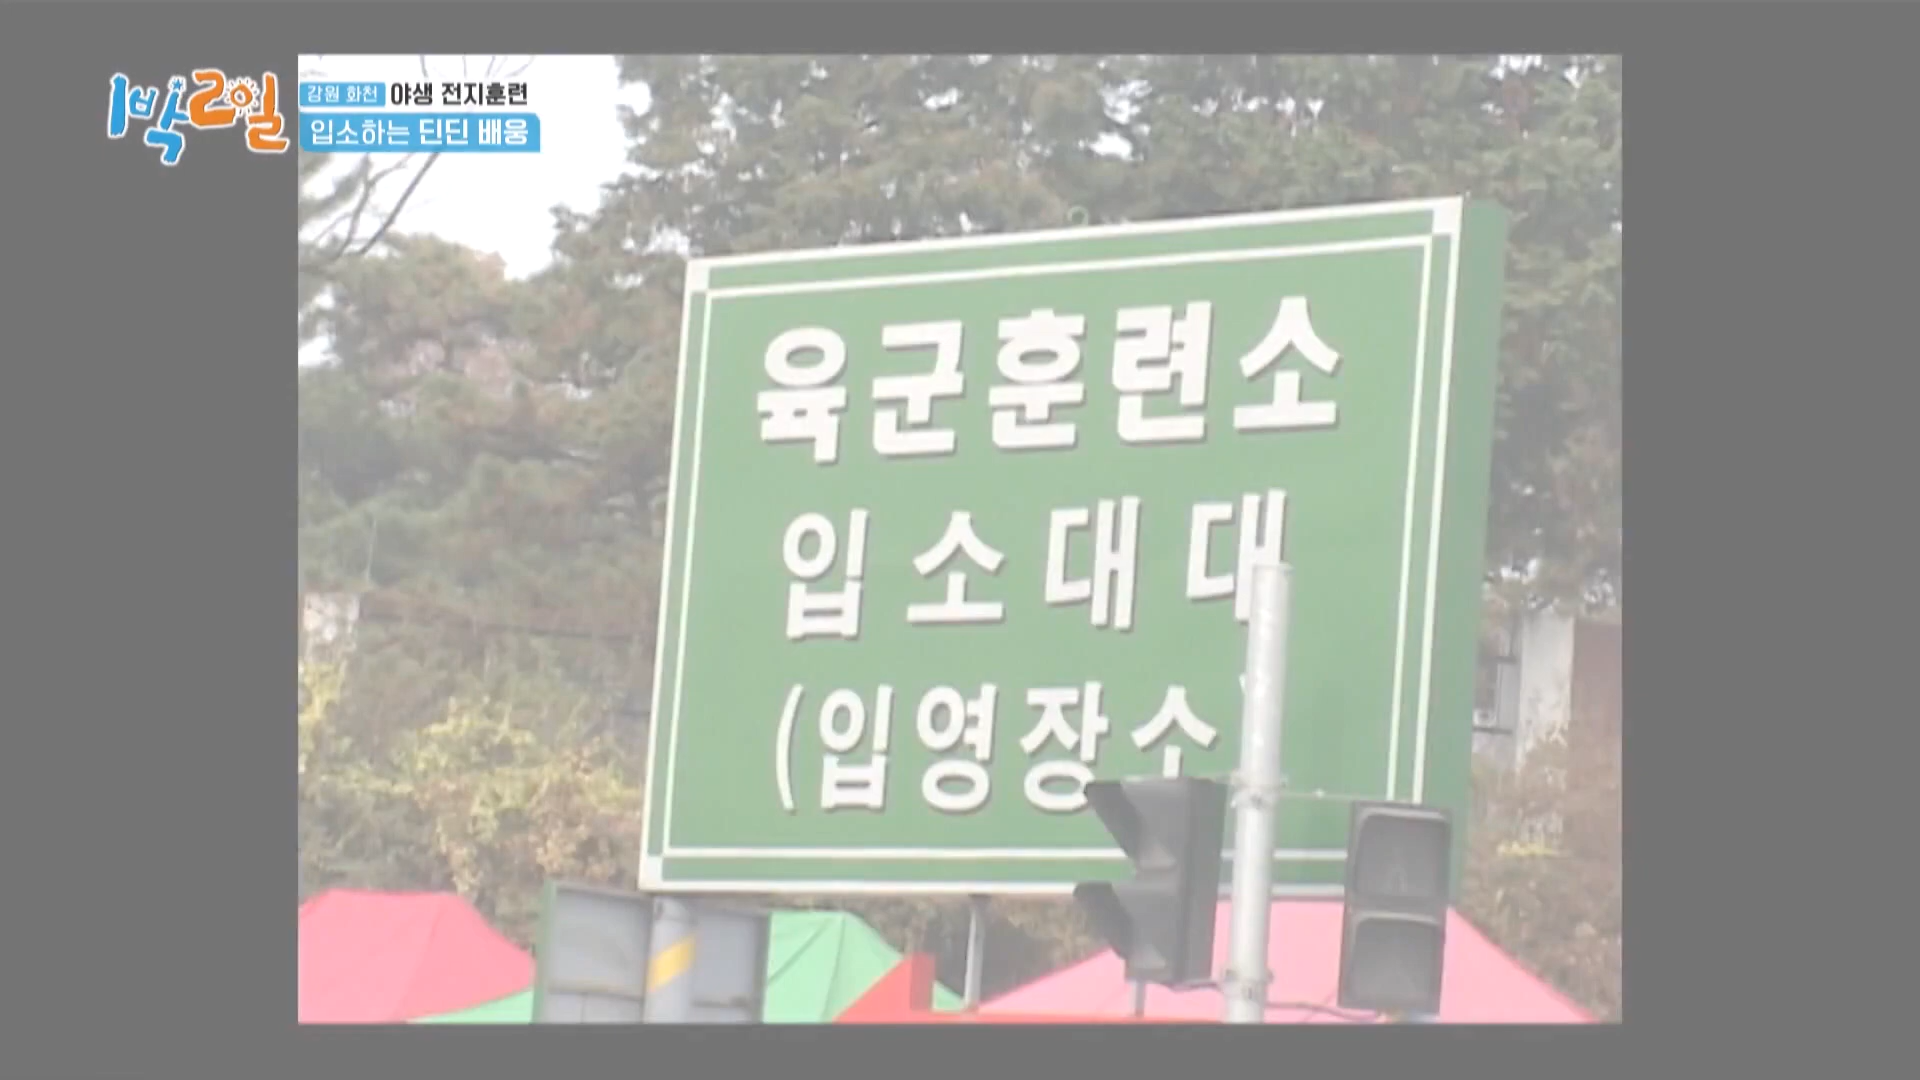 1박2일
강원 화천 야생 전지훈련
입소하는 딘딘 배웅
육군훈련소
입소대대
(입영장소)